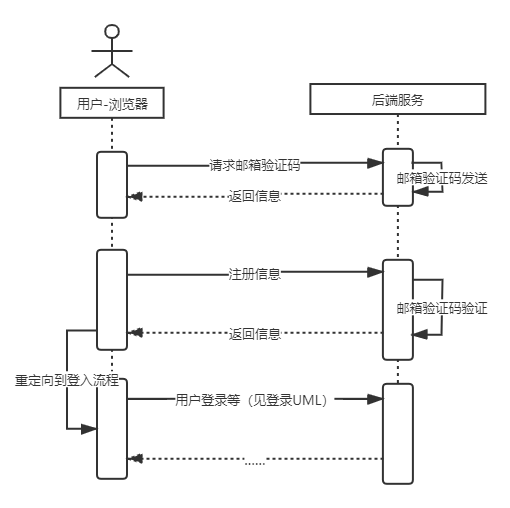 用户-浏览器
后端服务
请求邮箱验证码
邮箱验证码发送
返回信息
注册信息
邮箱验证码验证
返回信息
重定向到登入流程
用户登录等（见登录UML）
......